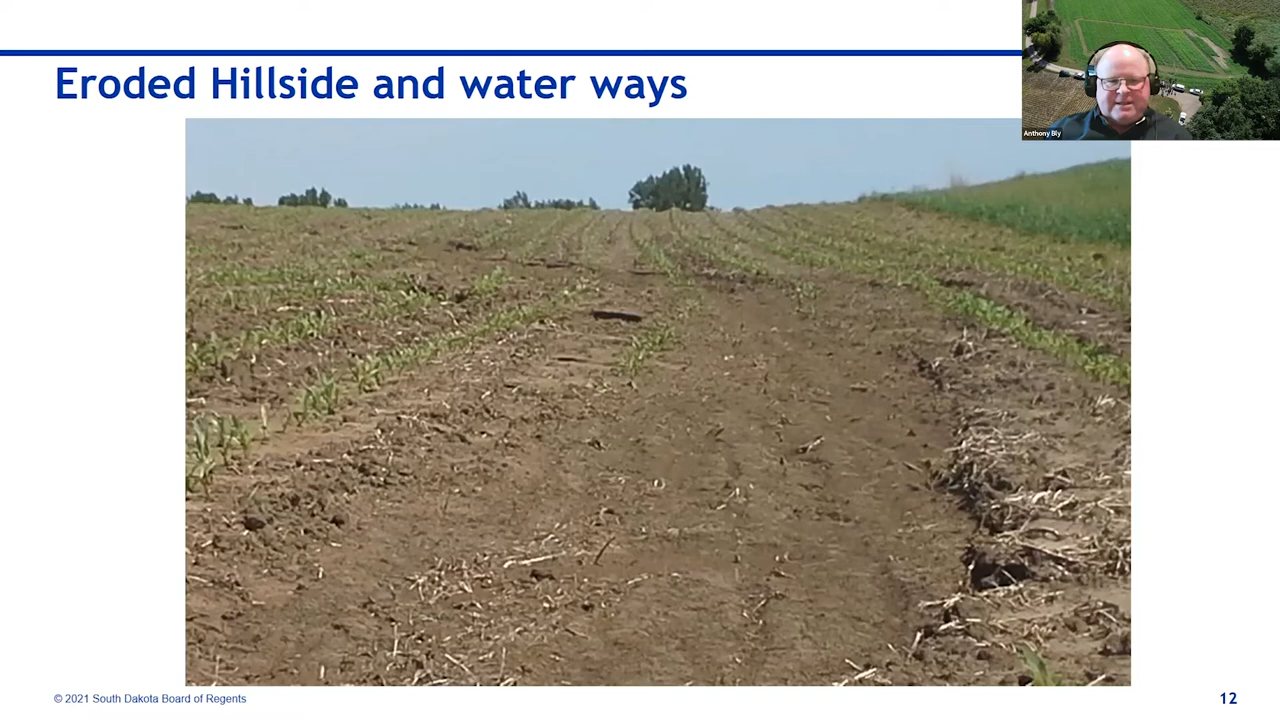 Eroded Hillside and water ways
Anthony Bly
© 2021 South Dakota Board of Regents
12